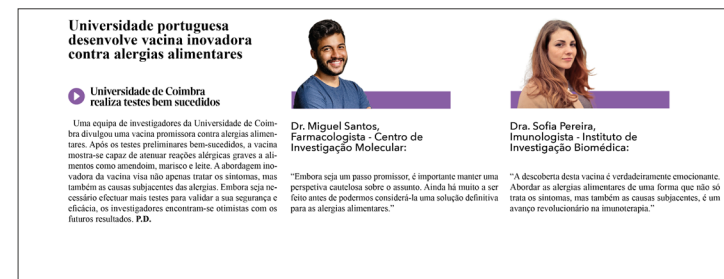 Universidade portuguesa
desenvolve vacina inovadora
contra alergias alimentares
Universidade de Coimbra
realiza testes bem sucedidos
Uma equipa de investigadores da Universidade de Coim-
bra divulgou uma vacina promissora contra alergias alimen-
tares. Após os testes preliminares bem-sucedidos, a vacina
mostra-se capaz de atenuar reações alérgicas graves a ali-
mentos como amendoim, marisco e leite. A abordagem ino-
vadora da vacina visa não apenas tratar os sintomas, mas
também as causas subjacentes das alergias. Embora seja ne-
cessário efectuar mais testes para validar a sua segurança e
eficácia, os investigadores encontram-se otimistas com os
futuros resultados. P.D.
Dr. Miguel Santos,
Farmacologista - Centro de
Investigação Molecular:
“Embora seja um passo promissor, é importante manter uma
perspetiva cautelosa sobre o assunto. Ainda há muito a ser
feito antes de podermos considerá-la uma solução definitiva
para as alergias alimentares.”
Dra. Sofia Pereira,
Imunologista - Instituto de
Investigação Biomédica:
“A descoberta desta vacina é verdadeiramente emocionante.
Abordar as alergias alimentares de uma forma que não só
trata os sintomas, mas também as causas subjacentes, é um
avanço revolucionário na imunoterapia.”